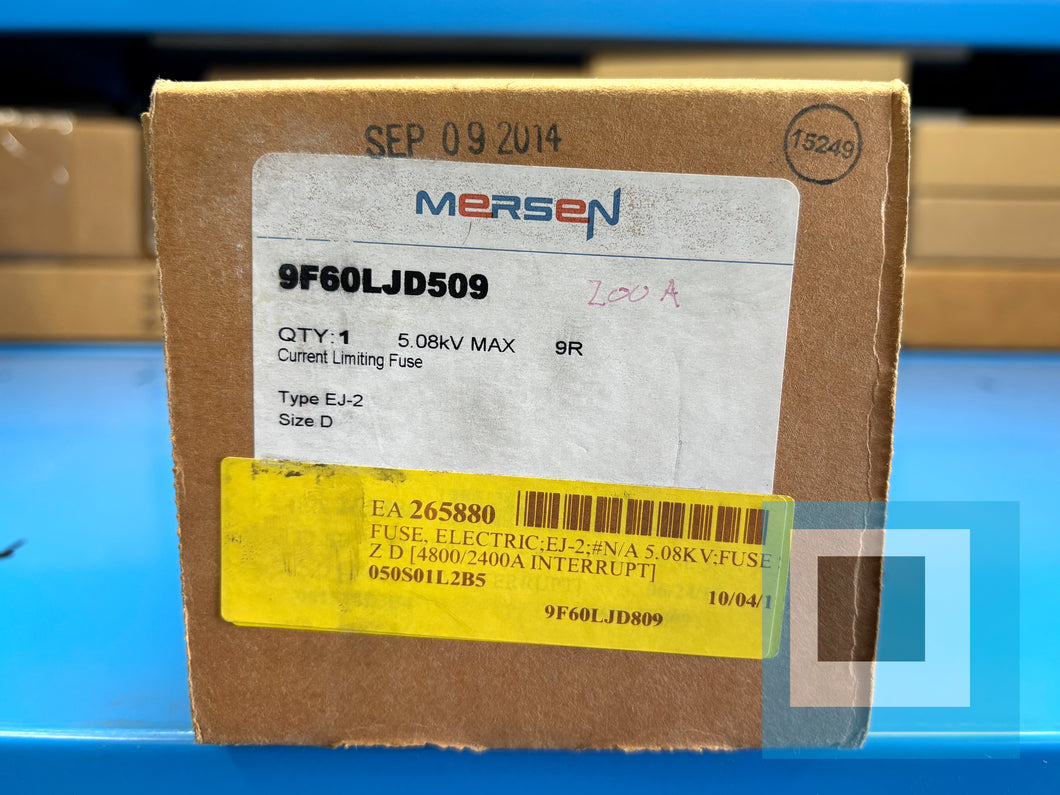 SEP 09 2014
15249
MERSEN
9F60LJD509
200 A
QTY: 1 5.08kV MAX 9R
Current Limiting Fuse
Type EJ-2
Size D
EA 265880
FUSE, ELECTRIC;EJ-2;#N/A 5.08KV;FUSE
Z D [4800/2400A INTERRUPT]
050S01L2B5
10/04/1
9F60LJD809